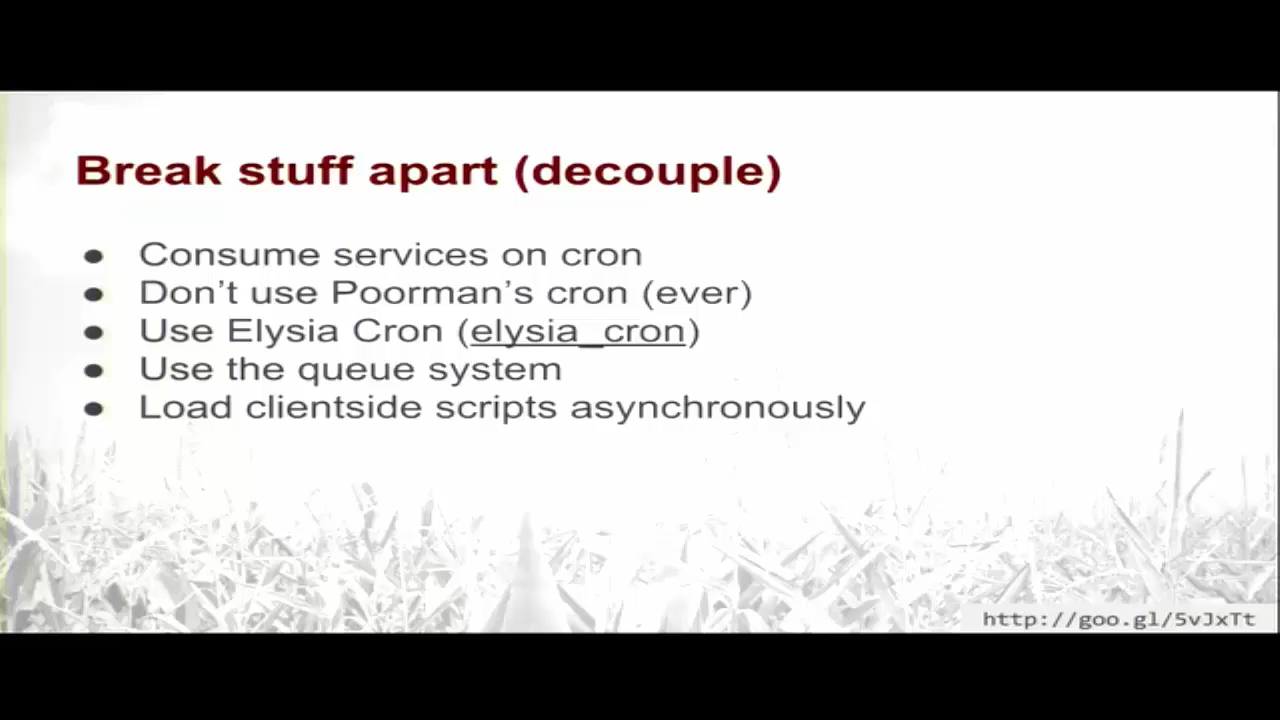 Break stuff apart (decouple)
● Consume services on cron
● Don’t use Poorman’s cron (ever)
● Use Elysia Cron (elysia_cron)
● Use the queue system
● Load clientside scripts asynchronously
http://goo.gl/5vJxTt